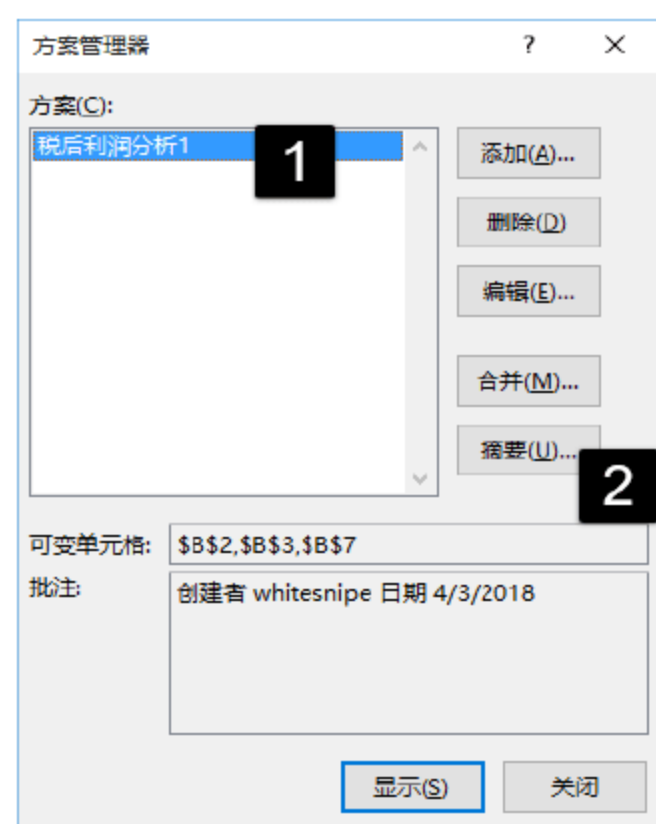 方案管理器 ? ×
方案(C):
税后利润分析1
1
添加(A)...
删除(D)
编辑(E)...
合并(M)...
摘要(U)...
2
可变单元格: $B$2,$B$3,$B$7
批注: 创建者 whitesnipe 日期 4/3/2018
显示(S) 关闭